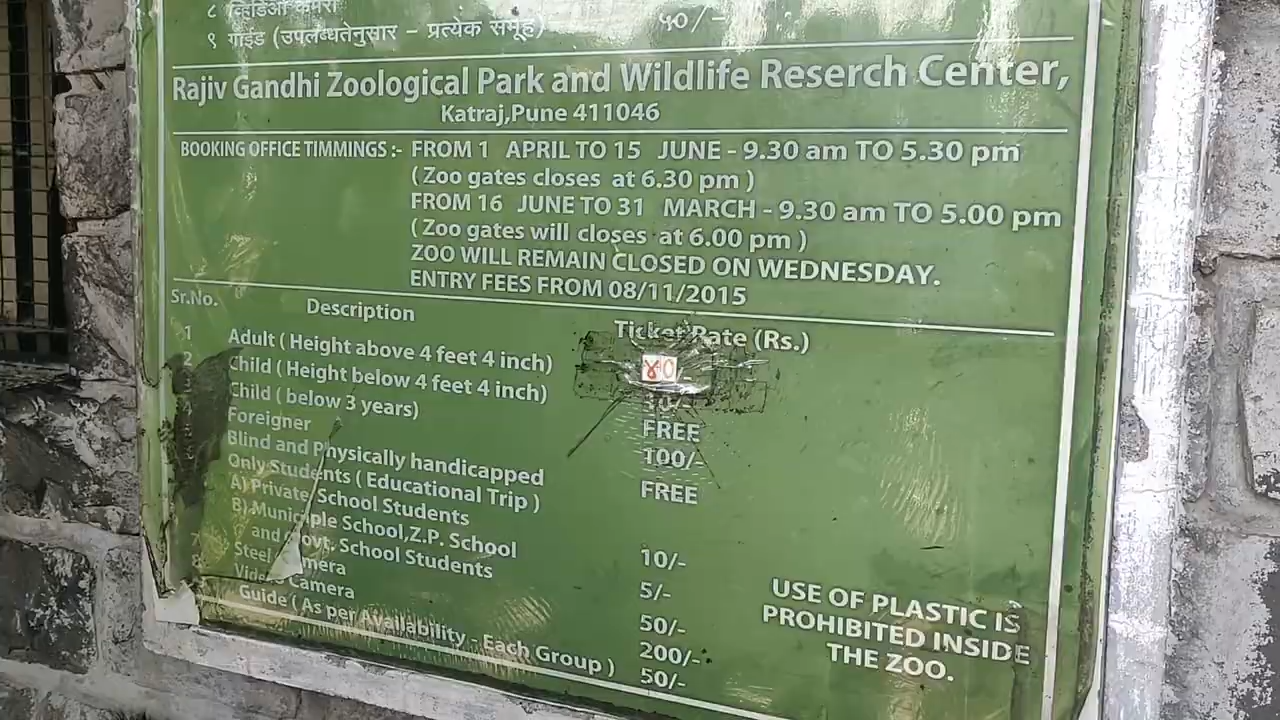 ८ व्हिडिओ कॅमेरा
९ गाईड (उपलब्धतेनुसार – प्रत्येक समूह) ५०/-
Rajiv Gandhi Zoological Park and Wildlife Reserch Center,
Katraj,Pune 411046
BOOKING OFFICE TIMMINGS :- FROM 1 APRIL TO 15 JUNE - 9.30 am TO 5.30 pm
( Zoo gates closes at 6.30 pm )
FROM 16 JUNE TO 31 MARCH - 9.30 am TO 5.00 pm
( Zoo gates will closes at 6.00 pm )
ZOO WILL REMAIN CLOSED ON WEDNESDAY.
ENTRY FEES FROM 08/11/2015
Sr.No. Description Ticket Rate (Rs.)
1 Adult ( Height above 4 feet 4 inch) ४०
2 Child ( Height below 4 feet 4 inch)
Child ( below 3 years) FREE
Foreigner 100/-
Blind and Physically handicapped FREE
Only Students ( Educational Trip )
A) Private School Students 10/-
B) Municiple School,Z.P. School
and Govt. School Students 5/-
7 Steel Camera 50/-
8 Video Camera 200/-
Guide ( As per Availability - Each Group ) 50/-
USE OF PLASTIC IS
PROHIBITED INSIDE
THE ZOO.